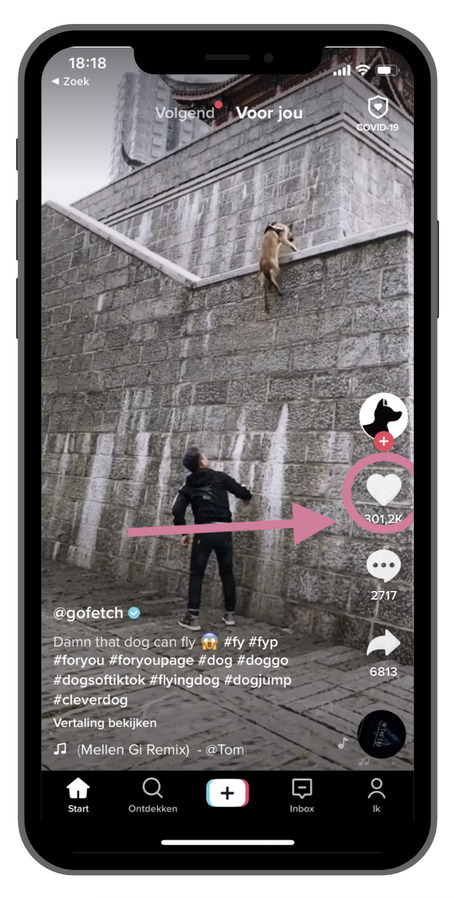 18:18
Zoek
Volgend Voor jou
COVID-19
301,2K
2717
6813
@gofetch
Damn that dog can fly 😱 #fy #fyp
#foryou #foryoupage #dog #doggo
#dogsoftiktok #flyingdog #dogjump
#cleverdog
Vertaling bekijken
(Mellen Gi Remix) - @Tom
Start Ontdekken Inbox Ik